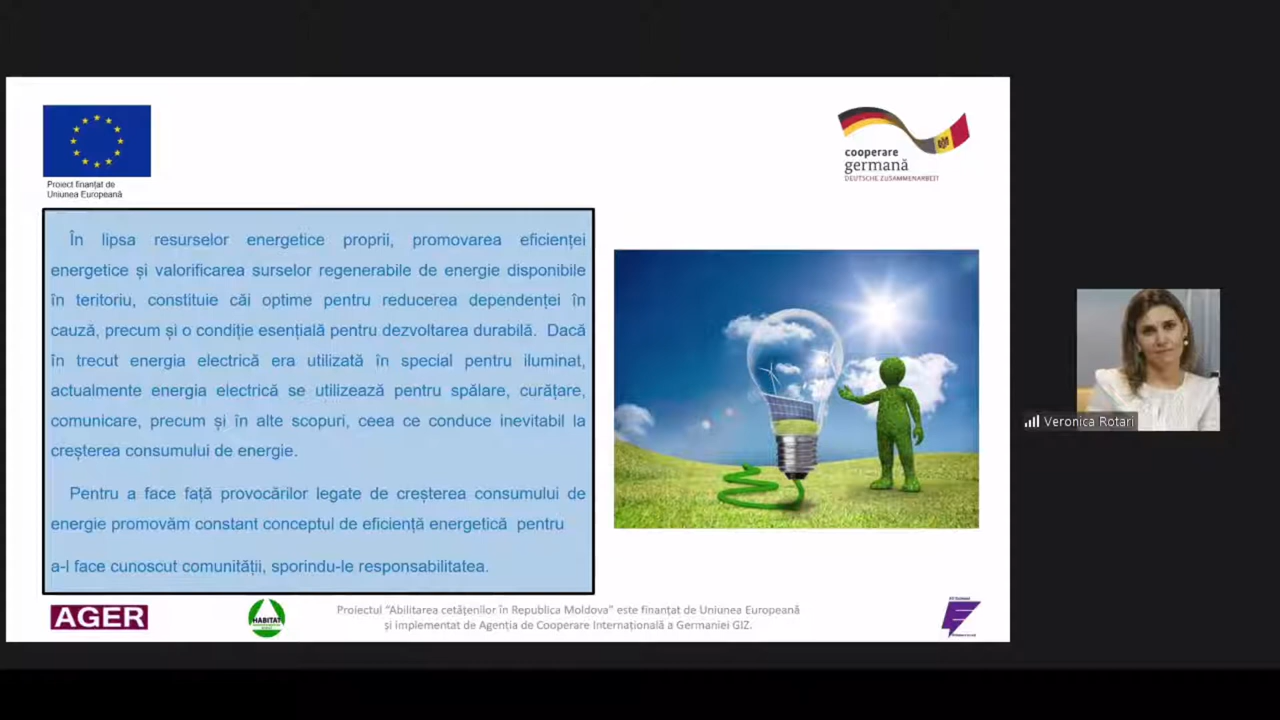 Proiect finanțat de
Uniunea Europeană
cooperare
germană
DEUTSCHE ZUSAMMENARBEIT
În lipsa resurselor energetice proprii, promovarea eficienței
energetice și valorificarea surselor regenerabile de energie disponibile
în teritoriu, constituie căi optime pentru reducerea dependenței în
cauză, precum și o condiție esențială pentru dezvoltarea durabilă. Dacă
în trecut energia electrică era utilizată în special pentru iluminat,
actualmente energia electrică se utilizează pentru spălare, curățare,
comunicare, precum și în alte scopuri, ceea ce conduce inevitabil la
creșterea consumului de energie.
Pentru a face față provocărilor legate de creșterea consumului de
energie promovăm constant conceptul de eficiență energetică pentru
a-l face cunoscut comunității, sporindu-le responsabilitatea.
Veronica Rotari
AGER
HABITAT
Proiectul "Abilitarea cetățenilor în Republica Moldova" este finanțat de Uniunea Europeană
și implementat de Agenția de Cooperare Internațională a Germaniei GIZ.